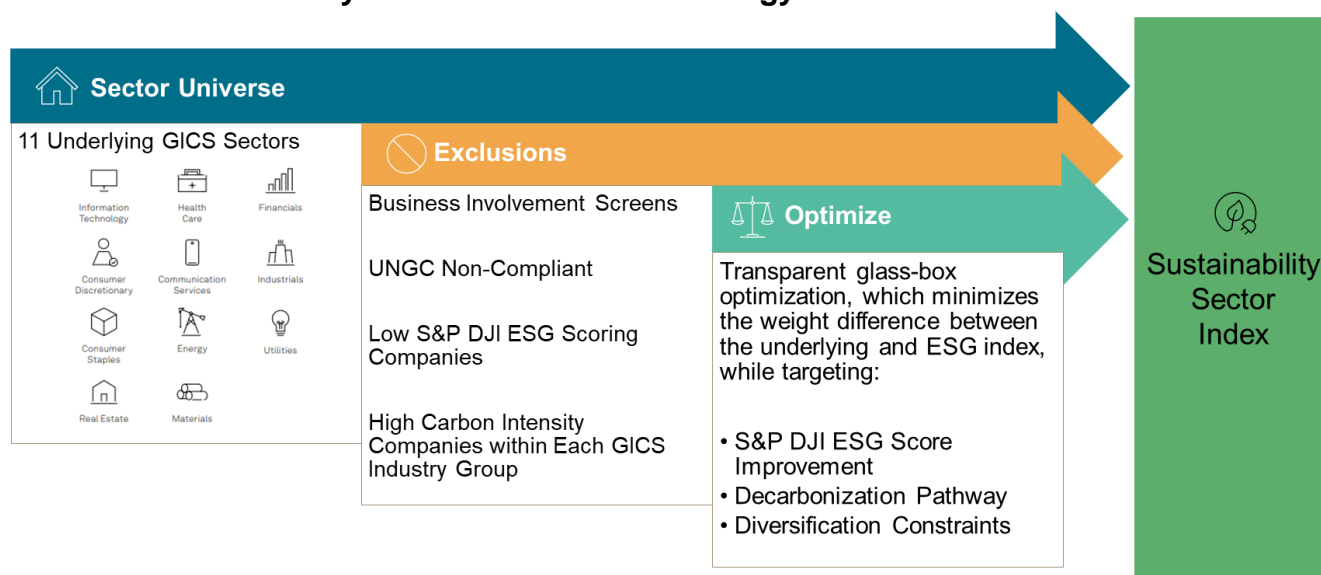 Sector Universe
11 Underlying GICS Sectors
Information
Technology
Health
Care
Financials
Consumer
Discretionary
Communication
Services
Industrials
Consumer
Staples
Energy
Utilities
Real Estate
Materials
Exclusions
Business Involvement Screens
UNGC Non-Compliant
Low S&P DJI ESG Scoring
Companies
High Carbon Intensity
Companies within Each GICS
Industry Group
Optimize
Transparent glass-box
optimization, which minimizes
the weight difference between
the underlying and ESG index,
while targeting:
• S&P DJI ESG Score
Improvement
• Decarbonization Pathway
• Diversification Constraints
Sustainability
Sector
Index